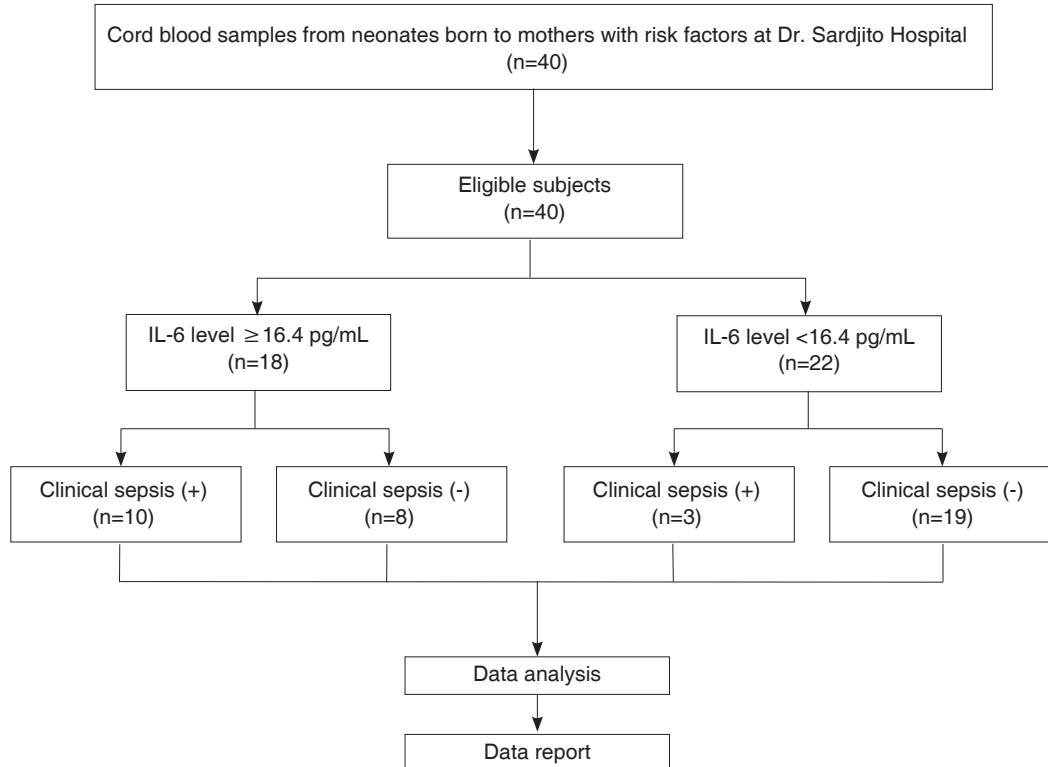 Cord blood samples from neonates born to mothers with risk factors at Dr. Sardjito Hospital
(n=40)
Eligible subjects
(n=40)
IL-6 level ≥16.4 pg/mL
(n=18)
IL-6 level <16.4 pg/mL
(n=22)
Clinical sepsis (+)
(n=10)
Clinical sepsis (-)
(n=8)
Clinical sepsis (+)
(n=3)
Clinical sepsis (-)
(n=19)
Data analysis
Data report